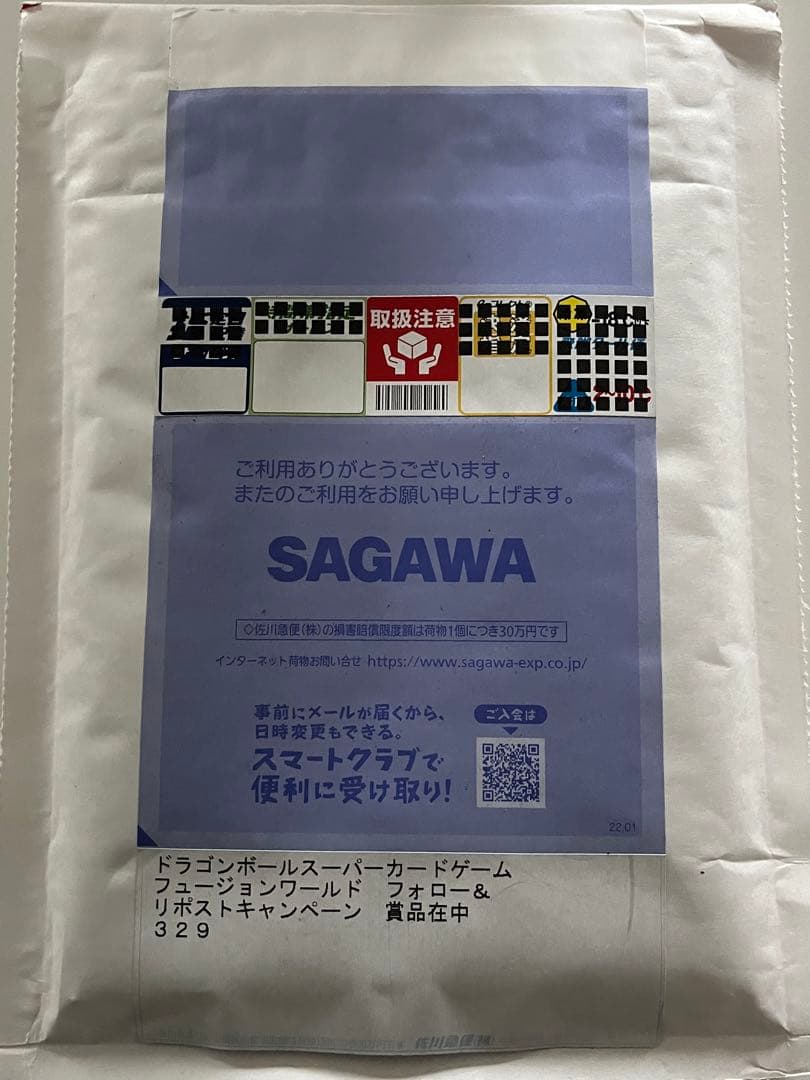 取扱注意
ご利用ありがとうございます。
またのご利用をお願い申し上げます。
SAGAWA
◇佐川急便(株)の損害賠償限度額は荷物1個につき30万円です
インターネット荷物お問い合せ https://www.sagawa-exp.co.jp/
事前にメールが届くから、
日時変更もできる。
スマートクラブで
便利に受け取り!
ご入会は
22.01
ドラゴンボールスーパーカードゲーム
フュージョンワールド フォロー&
リポストキャンペーン 賞品在中
329
佐川急便(株)